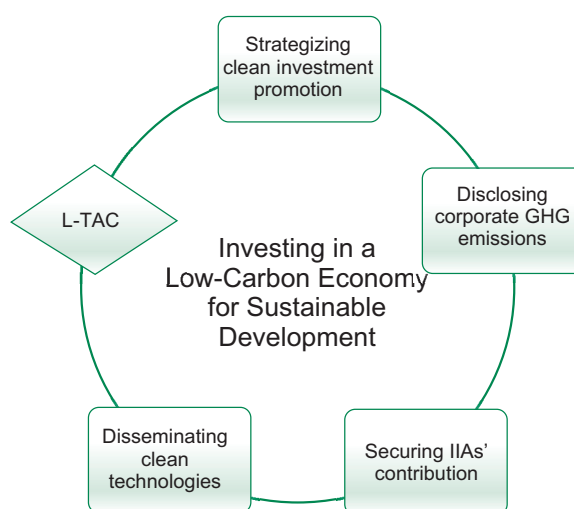 Strategizing
clean investment
promotion
Disclosing
corporate GHG
emissions
L-TAC
Investing in a
Low-Carbon Economy
for Sustainable
Development
Disseminating
clean
technologies
Securing IIAs'
contribution